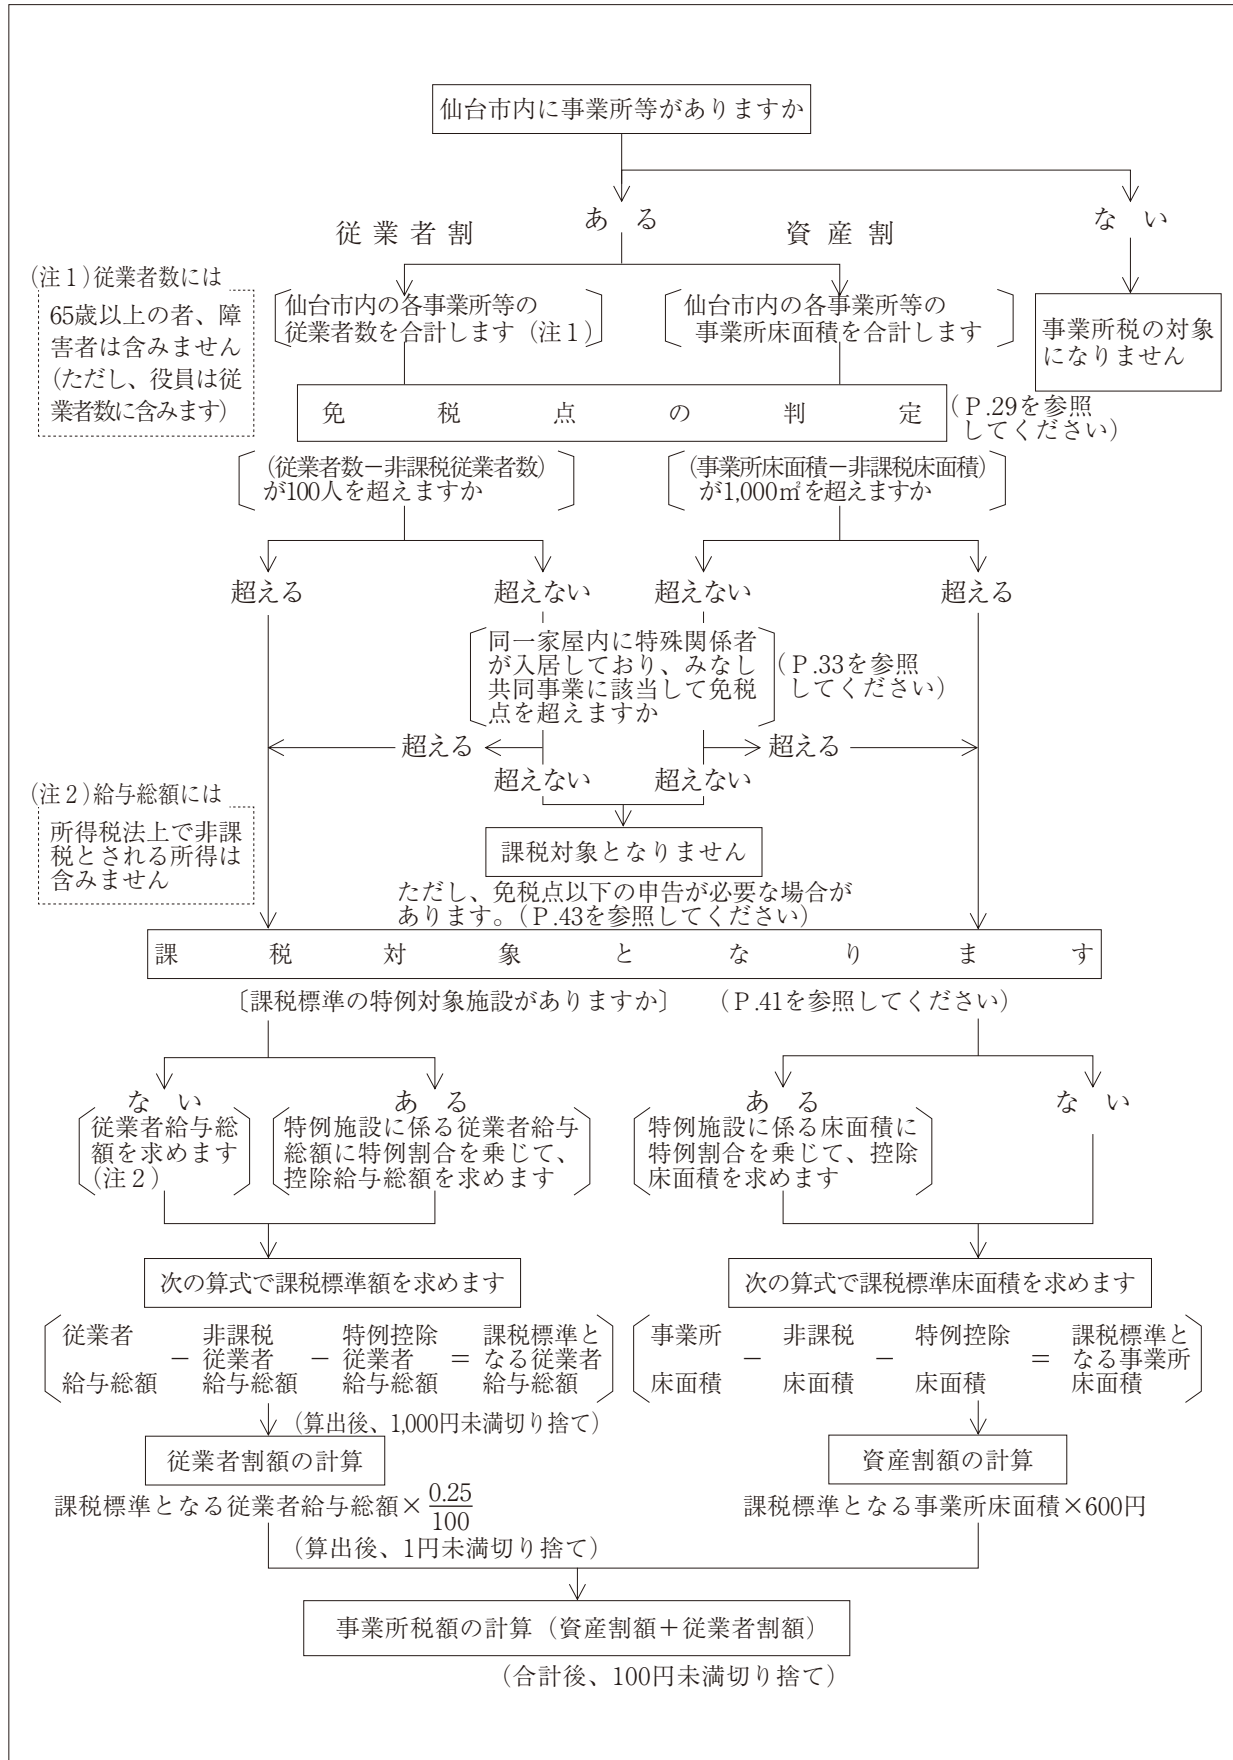 仙台市内に事業所等がありますか
あ る
な い
従業者割
資産割
(注1)従業者数には
65歳以上の者、障
害者は含みません
(ただし、役員は従
業者数に含みます)
仙台市内の各事業所等の
従業者数を合計します(注1)
仙台市内の各事業所等の
事業所床面積を合計します
事業所税の対象
になりません
免税点の判定
(P.29を参照
してください)
(従業者数−非課税従業者数)
が100人を超えますか
(事業所床面積−非課税床面積)
が1,000㎡を超えますか
超える
超えない
超えない
超える
同一家屋内に特殊関係者
が入居しており、みなし
共同事業に該当して免税
点を超えますか
(P.33を参照
してください)
超える
超える
超えない
超えない
(注2)給与総額には
所得税法上で非課
税とされる所得は
含みません
課税対象となりません
ただし、免税点以下の申告が必要な場合が
あります。(P.43を参照してください)
課税対象となります
〔課税標準の特例対象施設がありますか〕 (P.41を参照してください)
な い
従業者給与総
額を求めます
(注2)
あ る
特例施設に係る従業者給与
総額に特例割合を乗じて、
控除給与総額を求めます
あ る
特例施設に係る床面積に
特例割合を乗じて、控除
床面積を求めます
な い
次の算式で課税標準額を求めます
次の算式で課税標準床面積を求めます
従業者
給与総額
−
非課税
従業者
給与総額
−
特例控除
従業者
給与総額
=
課税標準と
なる従業者
給与総額
事業所
床面積
−
非課税
床面積
−
特例控除
床面積
=
課税標準と
なる事業所
床面積
(算出後、1,000円未満切り捨て)
従業者割額の計算
資産割額の計算
課税標準となる従業者給与総額×0.25/100
課税標準となる事業所床面積×600円
(算出後、1円未満切り捨て)
事業所税額の計算(資産割額+従業者割額)
(合計後、100円未満切り捨て)